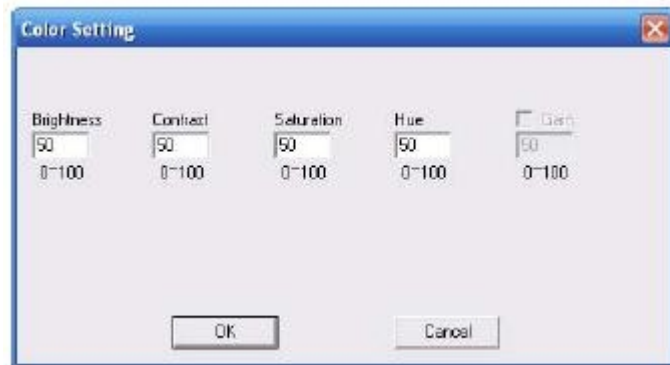 Color Setting
Brightness Contrast Saturation Hue Gain
50 50 50 50 50
0~100 0~100 0~100 0~100 0~100
OK Cancel